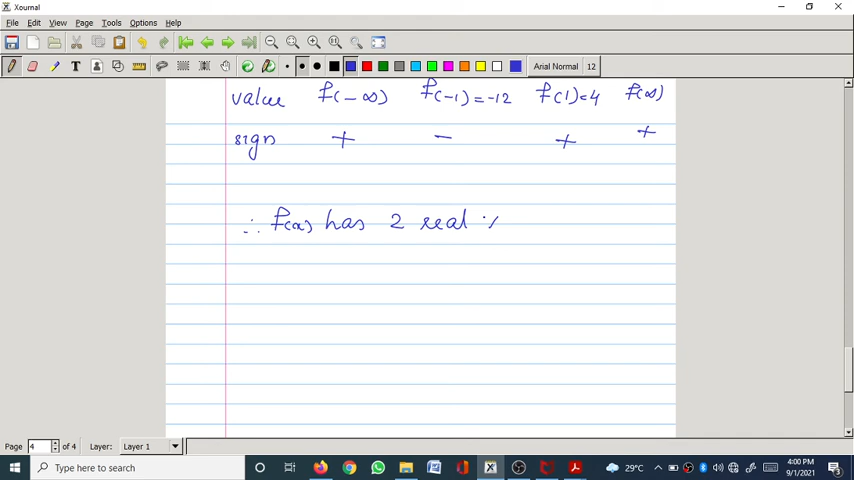 Xournal
File Edit View Page Tools Options Help
Arial Normal 12
value f(-∞) f(-1)=-12 f(1)=4 f(∞)
sign + - + +
∴ f(x) has 2 real
Page 4 of 4 Layer: Layer 1
Type here to search
29°C
4:00 PM
9/1/2021
3